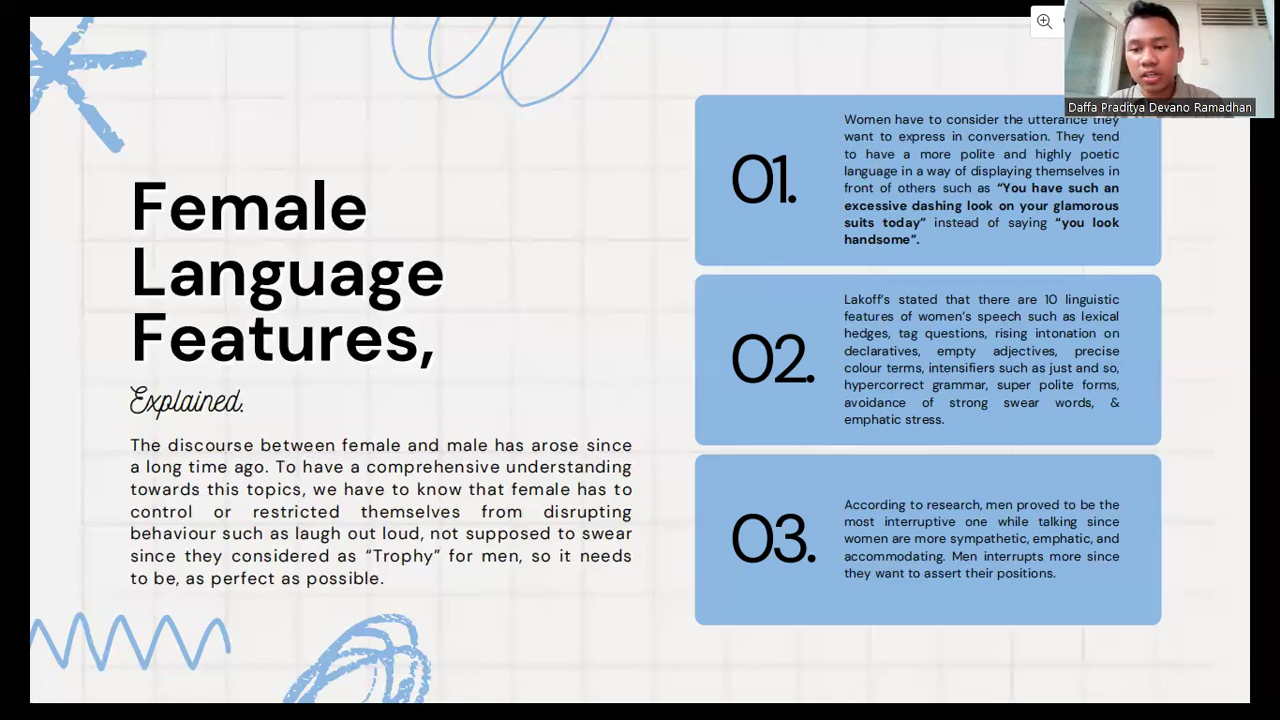 Female
Language
Features,
Explained.
The discourse between female and male has arose since
a long time ago. To have a comprehensive understanding
towards this topics, we have to know that female has to
control or restricted themselves from disrupting
behaviour such as laugh out loud, not supposed to swear
since they considered as “Trophy” for men, so it needs
to be, as perfect as possible.
01.
Women have to consider the utterance they
want to express in conversation. They tend
to have a more polite and highly poetic
language in a way of displaying themselves in
front of others such as “You have such an
excessive dashing look on your glamorous
suits today” instead of saying “you look
handsome”.
02.
Lakoff’s stated that there are 10 linguistic
features of women’s speech such as lexical
hedges, tag questions, rising intonation on
declaratives, empty adjectives, precise
colour terms, intensifiers such as just and so,
hypercorrect grammar, super polite forms,
avoidance of strong swear words, &
emphatic stress.
03.
According to research, men proved to be the
most interruptive one while talking since
women are more sympathetic, emphatic, and
accommodating. Men interrupts more since
they want to assert their positions.
Daffa Praditya Devano Ramadhan